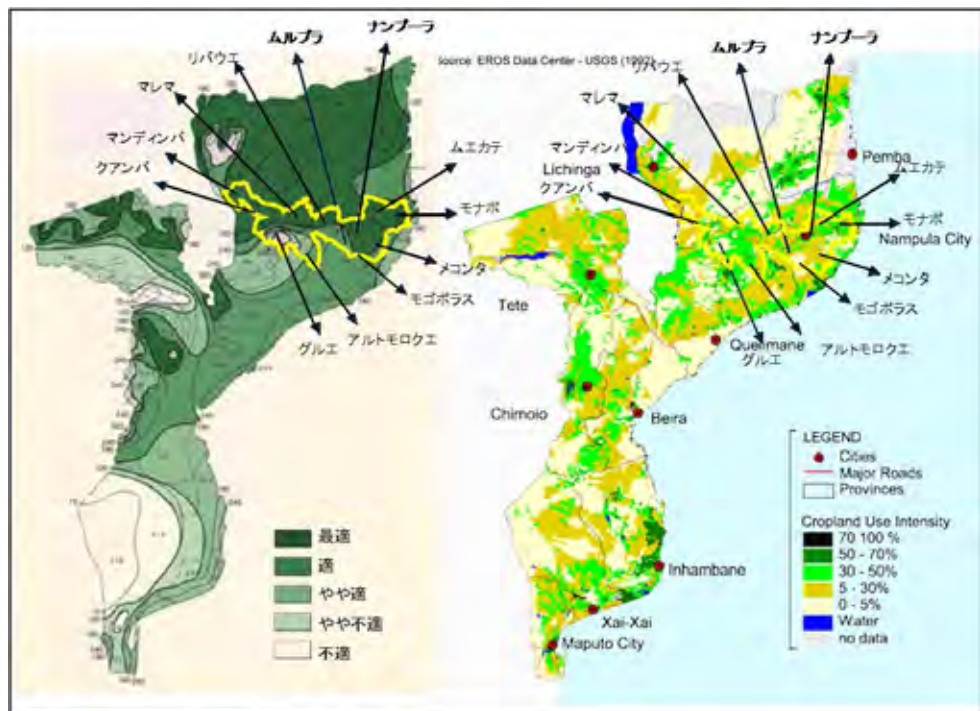 ムルプラ
ナンプーラ
リバウエ
マレマ
マンディンバ
クアンバ
ムエカテ
モナポ
メコンタ
モゴボラス
アルトモロクエ
グルエ
最適
適
やや適
やや不適
不適
ムルプラ
ナンプーラ
リバウエ
source: EROS Data Center - USGS
マレマ
マンディンバ
Lichinga
クアンバ
Pemba
ムエカテ
モナポ
Nampula City
メコンタ
モゴボラス
Tete
Quelimane
グルエ
アルトモロクエ
Chimoio
Beira
LEGEND
Cities
Major Roads
Provinces
Cropland Use Intensity
70 100 %
50 - 70%
30 - 50%
5 - 30%
0 - 5%
Water
no data
Inhambane
Xai-Xai
Maputo City